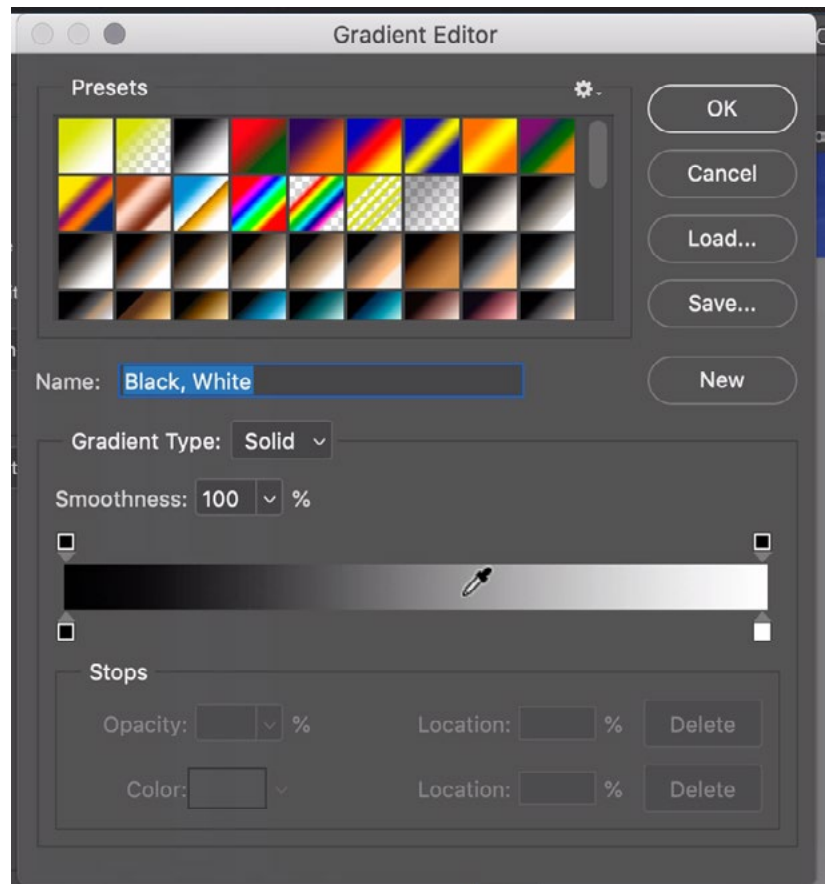 Gradient Editor
Presets
OK
Cancel
Load...
Save...
Name: Black, White
New
Gradient Type: Solid
Smoothness: 100 %
Stops
Opacity: % Location: % Delete
Color: Location: % Delete